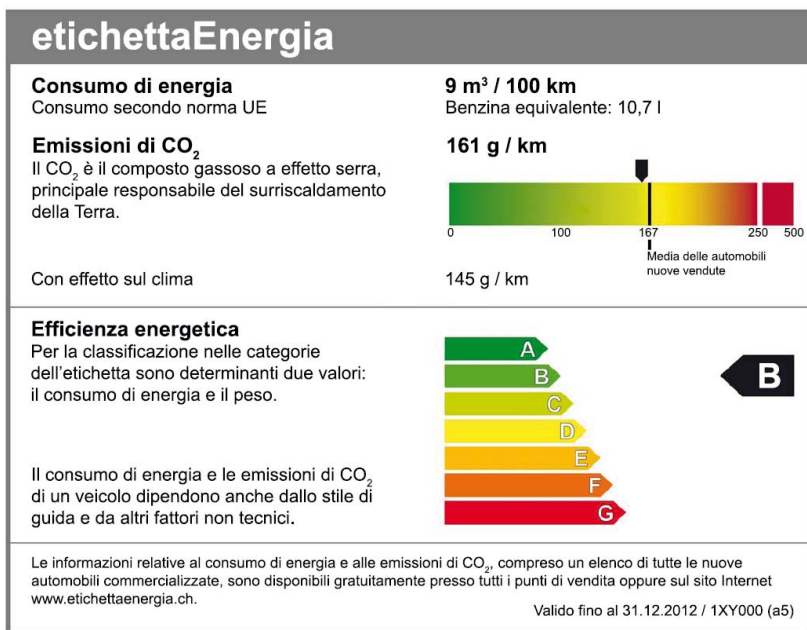 etichettaEnergia
Consumo di energia
9 m³ / 100 km
Consumo secondo norma UE
Benzina equivalente: 10,7 l
Emissioni di CO₂
161 g / km
Il CO₂ è il composto gassoso a effetto serra,
principale responsabile del surriscaldamento
della Terra.
0
100
167
250
500
Media delle automobili
nuove vendute
Con effetto sul clima
145 g / km
Efficienza energetica
Per la classificazione nelle categorie
dell'etichetta sono determinanti due valori:
il consumo di energia e il peso.
A
B
C
D
E
F
G
B
Il consumo di energia e le emissioni di CO₂
di un veicolo dipendono anche dallo stile di
guida e da altri fattori non tecnici.
Le informazioni relative al consumo di energia e alle emissioni di CO₂, compreso un elenco di tutte le nuove
automobili commercializzate, sono disponibili gratuitamente presso tutti i punti di vendita oppure sul sito Internet
www.etichettaenergia.ch.
Valido fino al 31.12.2012 / 1XY000 (a5)